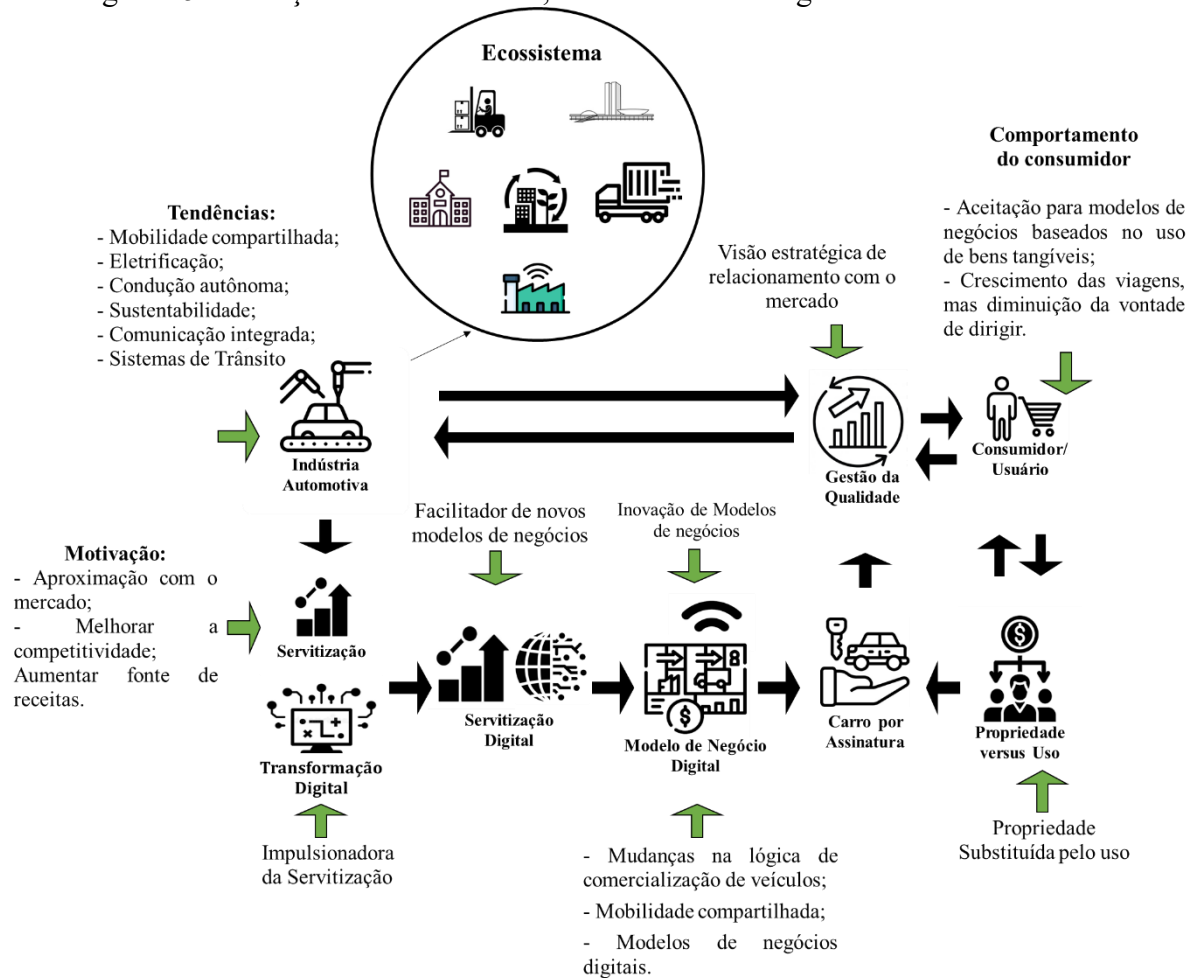 Ecossistema
Comportamento
do consumidor
- Aceitação para modelos de
negócios baseados no uso
de bens tangíveis;
- Crescimento das viagens,
mas diminuição da vontade
de dirigir.
Tendências:
- Mobilidade compartilhada;
- Eletrificação;
- Condução autônoma;
- Sustentabilidade;
- Comunicação integrada;
- Sistemas de Trânsito
Visão estratégica de
relacionamento com o
mercado
Indústria
Automotiva
Gestão da
Qualidade
Consumidor/
Usuário
Facilitador de novos
modelos de negócios
Inovação de Modelos
de negócios
Motivação:
- Aproximação com o
mercado;
- Melhorar a
competitividade;
Aumentar fonte de
receitas.
Servitização
Servitização
Digital
Modelo de Negócio
Digital
Carro por
Assinatura
Propriedade
versus Uso
Transformação
Digital
Impulsionadora
da Servitização
- Mudanças na lógica de
comercialização de veículos;
- Mobilidade compartilhada;
- Modelos de negócios
digitais.
Propriedade
Substituída pelo uso